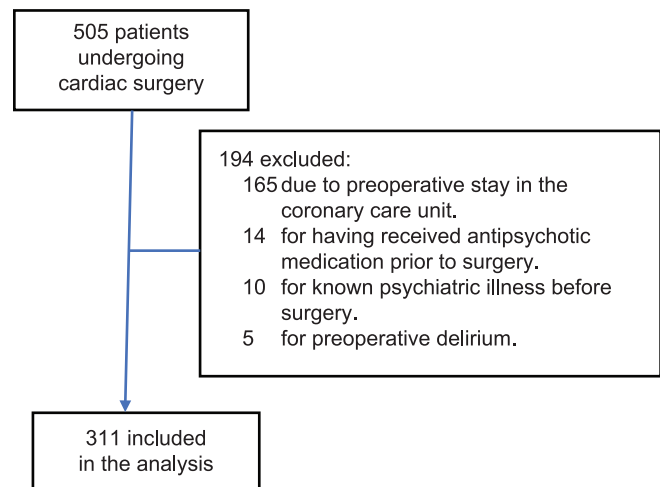 505 patients
undergoing
cardiac surgery
194 excluded:
165 due to preoperative stay in the
coronary care unit.
14 for having received antipsychotic
medication prior to surgery.
10 for known psychiatric illness before
surgery.
5 for preoperative delirium.
311 included
in the analysis